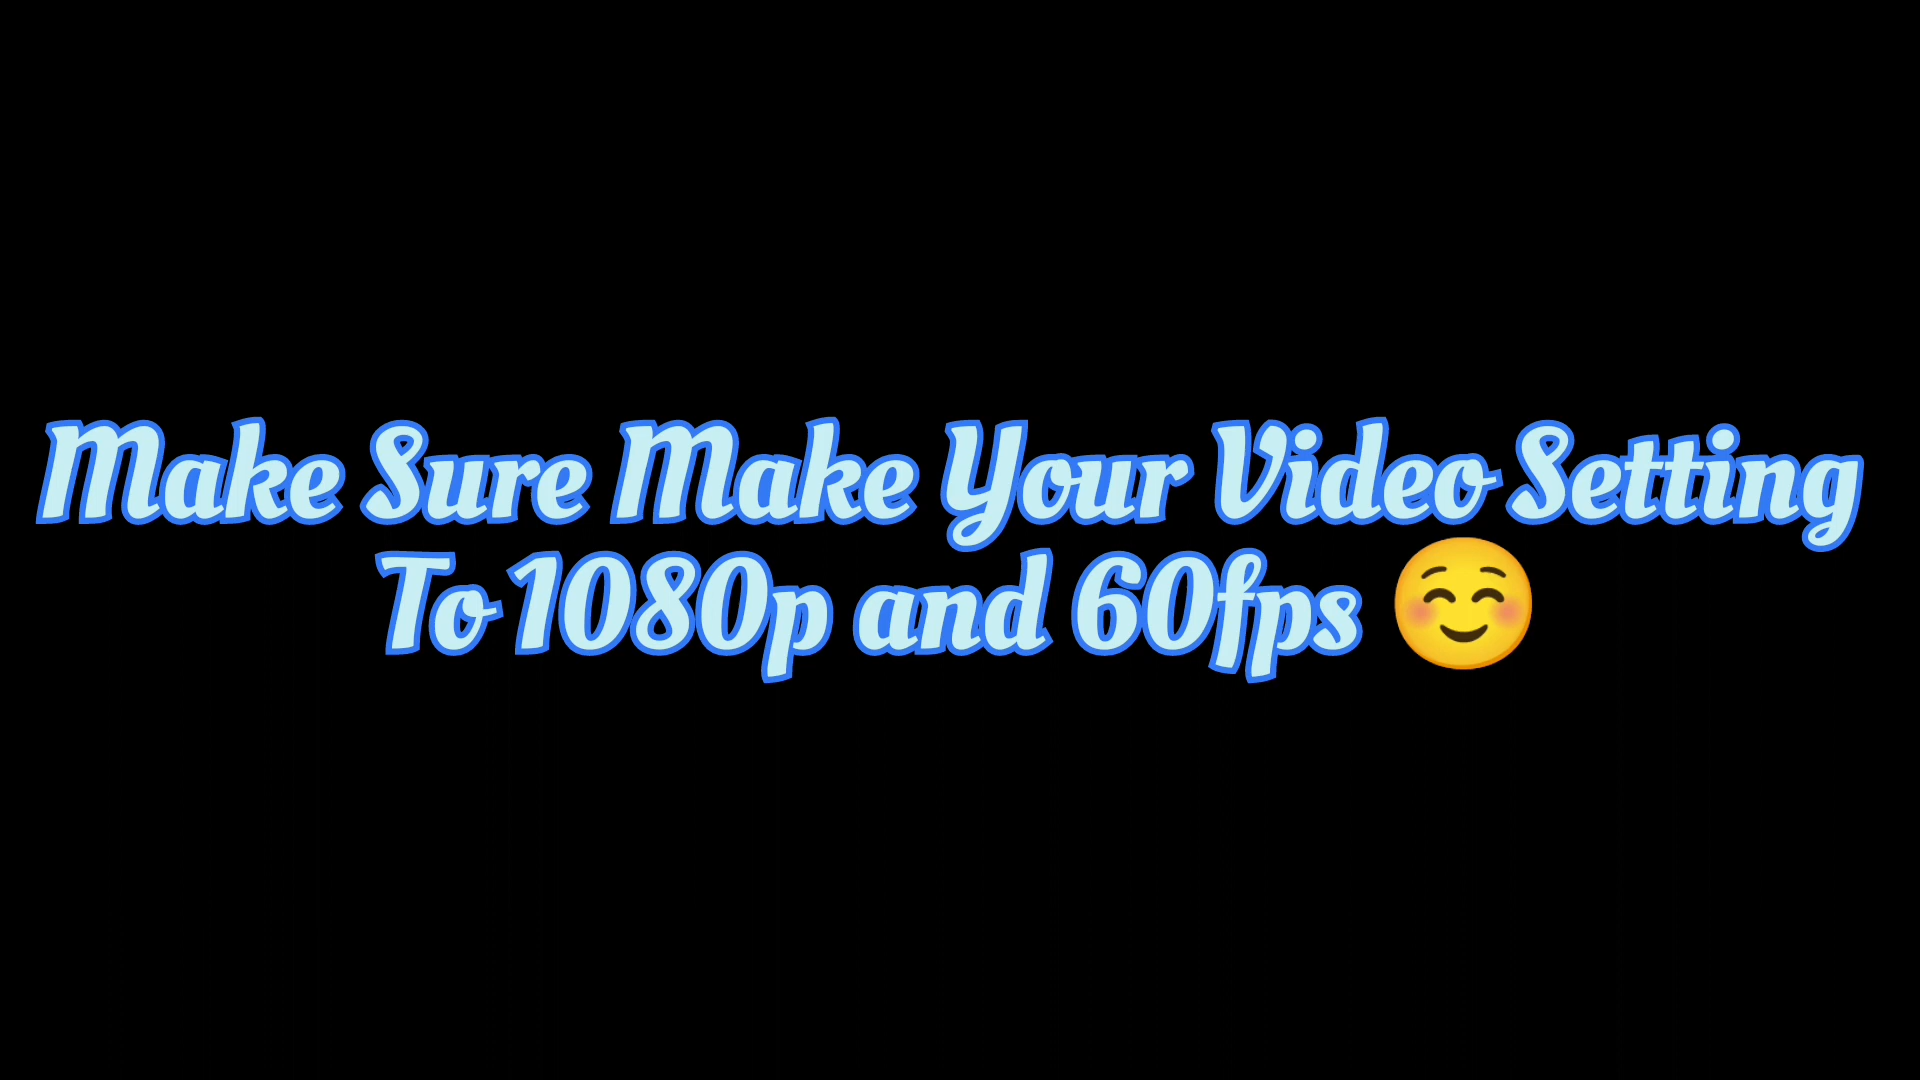 Make Sure Make Your Video Setting
To 1080p and 60fps ☺️